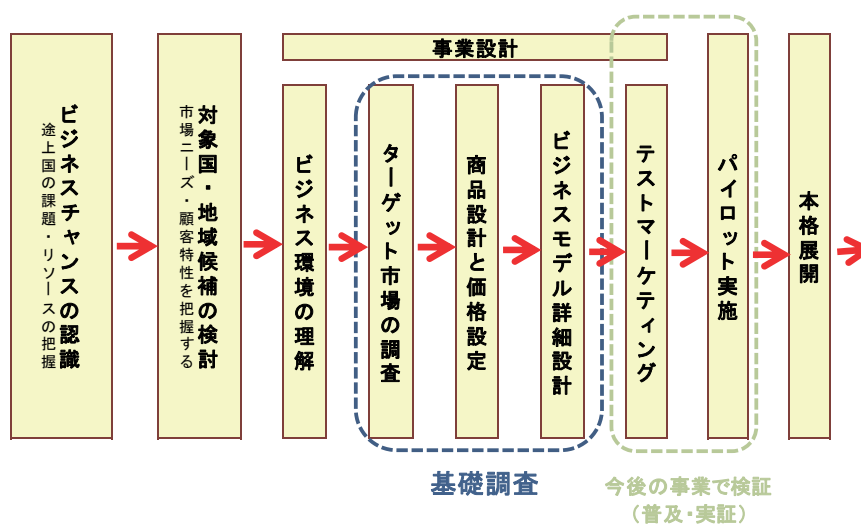 ビジネスチャンスの認識
途上国の課題・リソースの把握
対象国・地域候補の検討
市場ニーズ・顧客特性を把握する
事業設計
ビジネス環境の理解
ターゲット市場の調査
商品設計と価格設定
ビジネスモデル詳細設計
テストマーケティング
パイロット実施
本格展開
基礎調査
今後の事業で検証
（普及・実証）